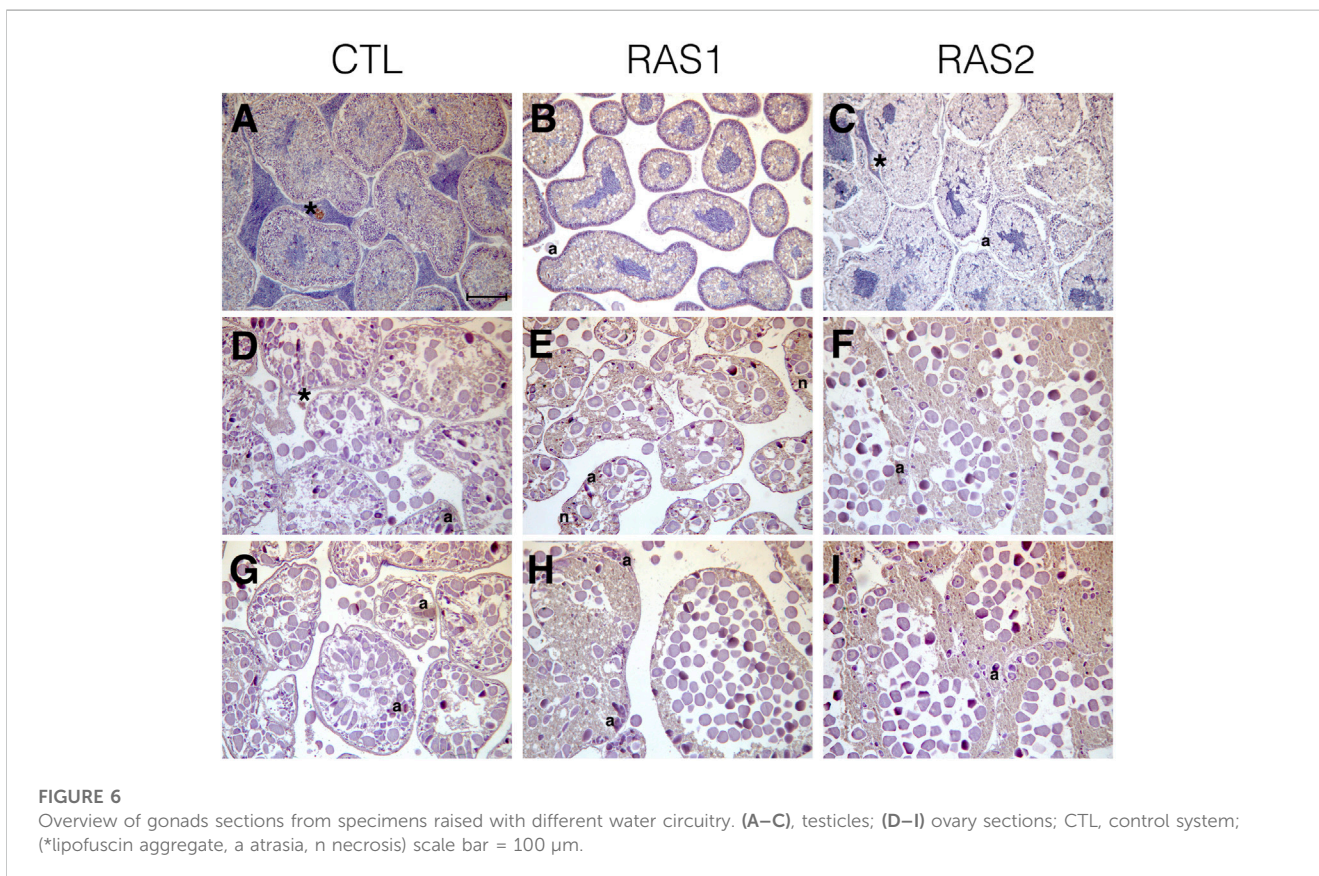 CTL RAS1 RAS2
A B C
* a * a
D E F
* a n a n a
G H I
a a a a a
FIGURE 6
Overview of gonads sections from specimens raised with different water circuitry. (A–C), testicles; (D–I) ovary sections; CTL, control system;
(*lipofuscin aggregate, a atrasia, n necrosis) scale bar = 100 μm.